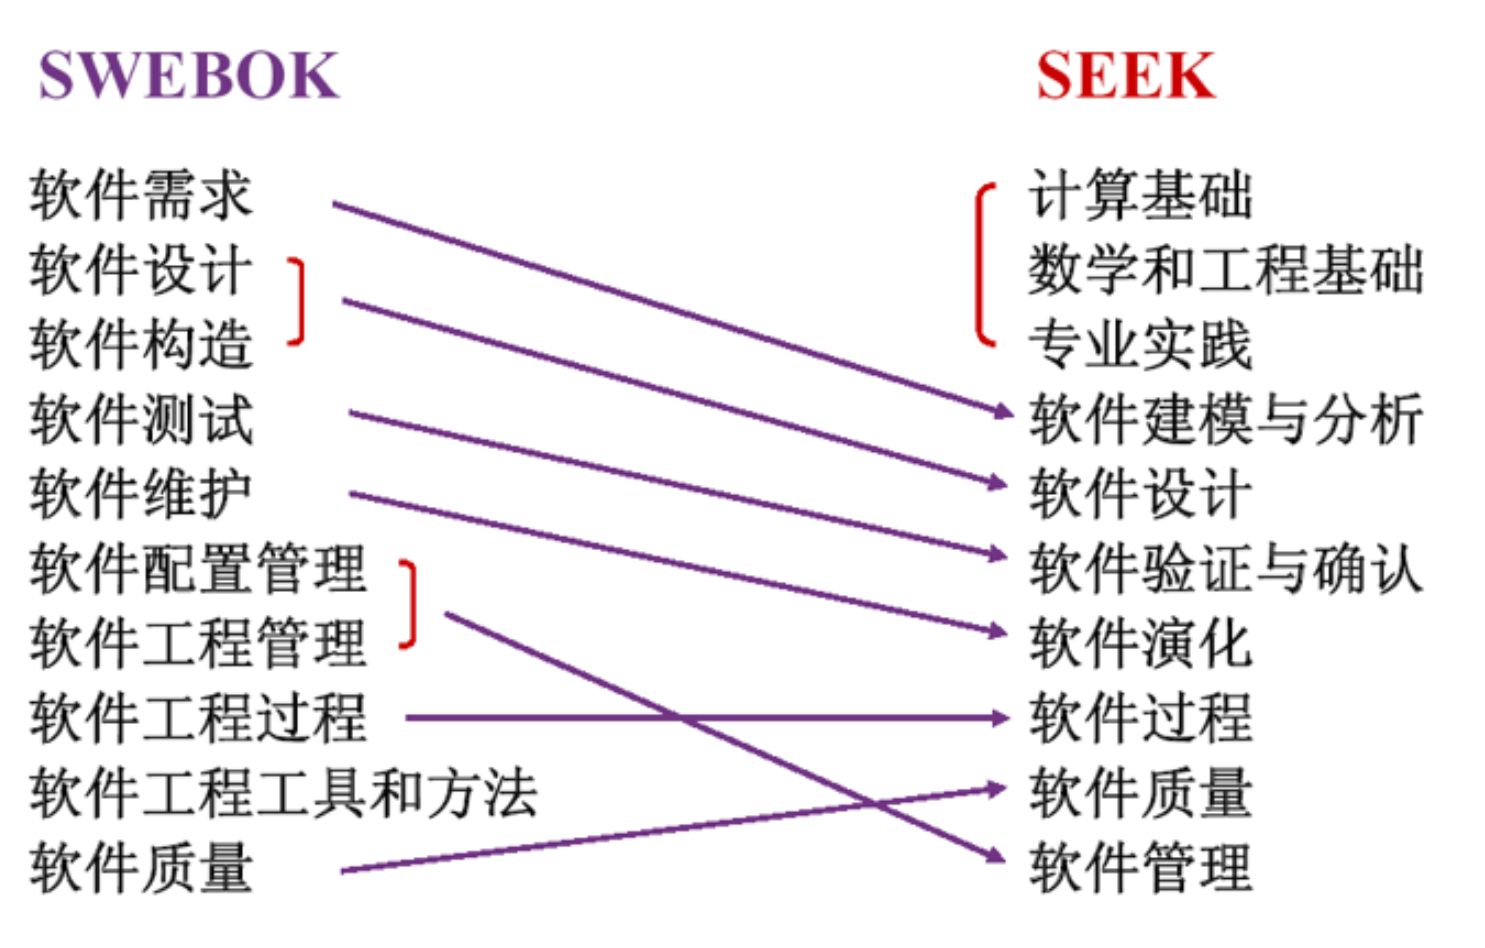 SWEBOK
软件需求
软件设计
软件构造
软件测试
软件维护
软件配置管理
软件工程管理
软件工程过程
软件工程工具和方法
软件质量
SEEK
计算基础
数学和工程基础
专业实践
软件建模与分析
软件设计
软件验证与确认
软件演化
软件过程
软件质量
软件管理